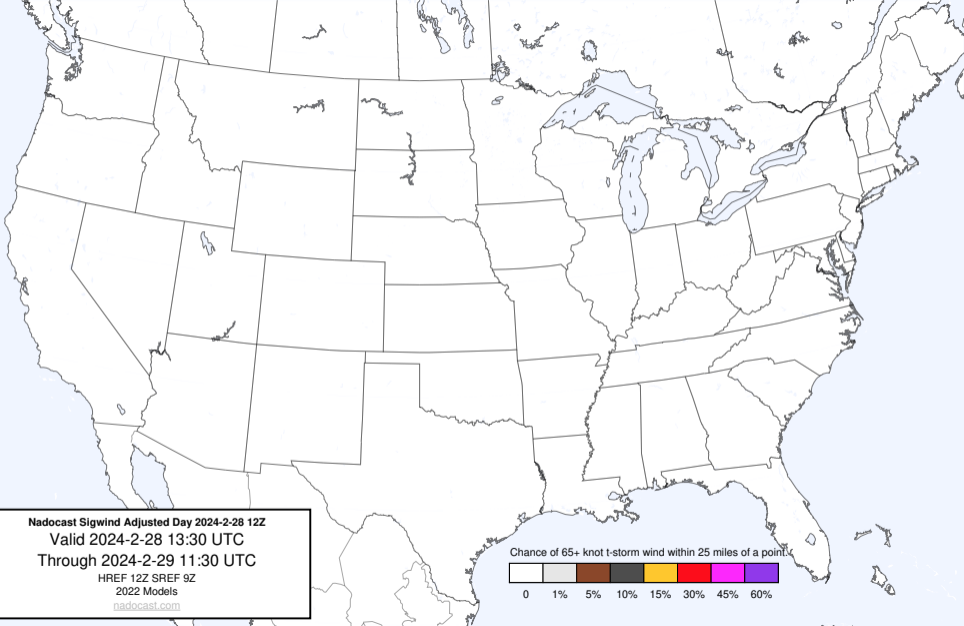 Nadocast Sigwind Adjusted Day 2024-2-28 12Z
Valid 2024-2-28 13:30 UTC
Through 2024-2-29 11:30 UTC
HREF 12Z SREF 9Z
2022 Models
nadocast.com
Chance of 65+ knot t-storm wind within 25 miles of a point.
0 1% 5% 10% 15% 30% 45% 60%